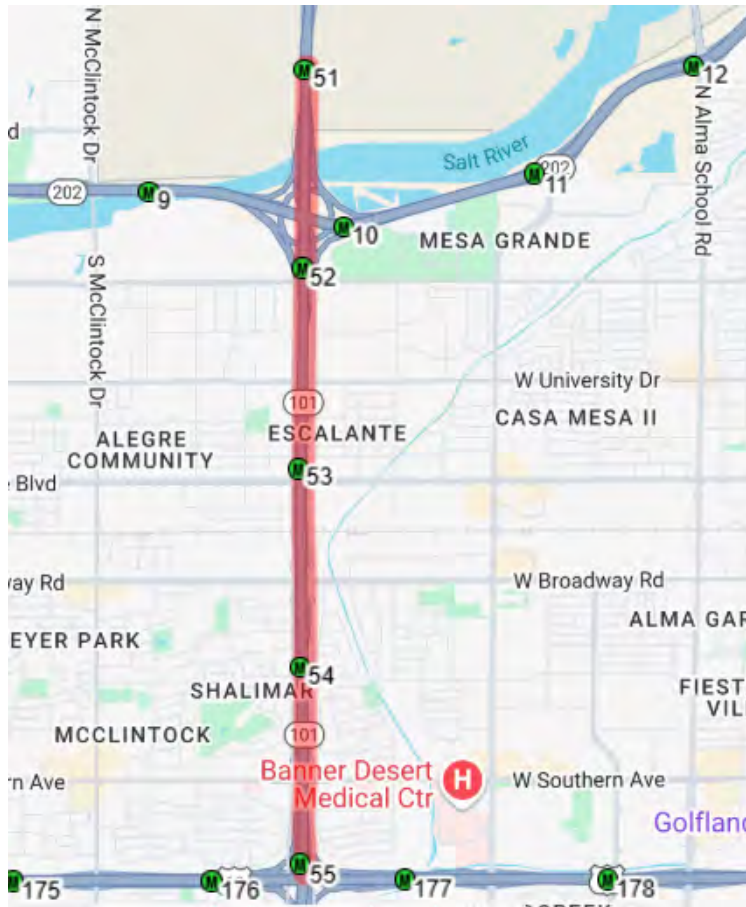 N McClintock Dr
51
12
d
Salt River
N Alma School Rd
202
9
202
11
10
MESA GRANDE
52
S McClintock Dr
W University Dr
101
CASA MESA II
ESCALANTE
ALEGRE
COMMUNITY
53
Blvd
way Rd
W Broadway Rd
ALMA GAR
EYER PARK
54
SHALIMAR
FIEST
VIL
MCCLINTOCK
101
Banner Desert
Medical Ctr
H
rn Ave
W Southern Ave
Golfland
55
175
176
177
178